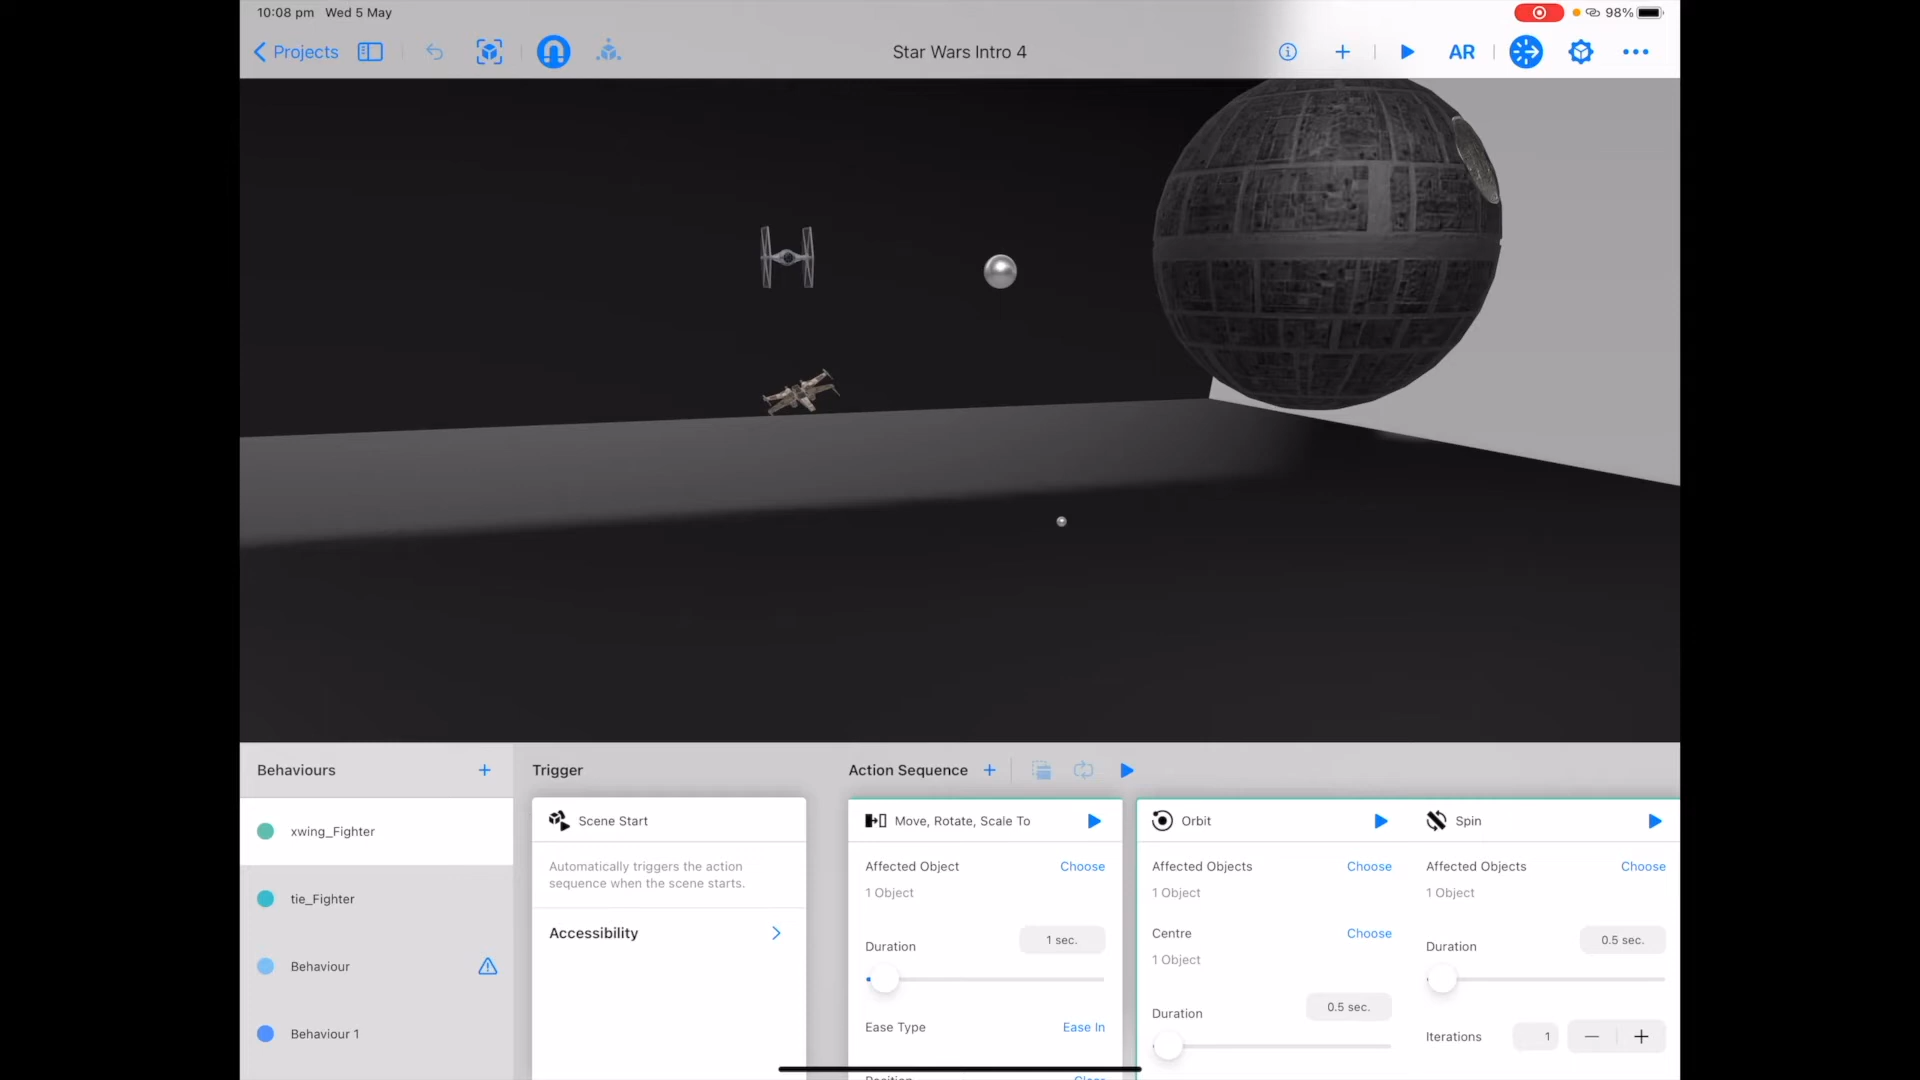 10:08 pm Wed 5 May
98%
Projects
Star Wars Intro 4
AR
Behaviours
Trigger
Action Sequence
xwing_Fighter
tie_Fighter
Behaviour
Behaviour 1
Scene Start
Automatically triggers the action
sequence when the scene starts.
Accessibility
Move, Rotate, Scale To
Affected Object Choose
1 Object
Duration 1 sec.
Ease Type Ease In
Position Clear
Orbit
Affected Objects Choose
1 Object
Centre Choose
1 Object
Duration 0.5 sec.
Spin
Affected Objects Choose
1 Object
Duration 0.5 sec.
Iterations 1